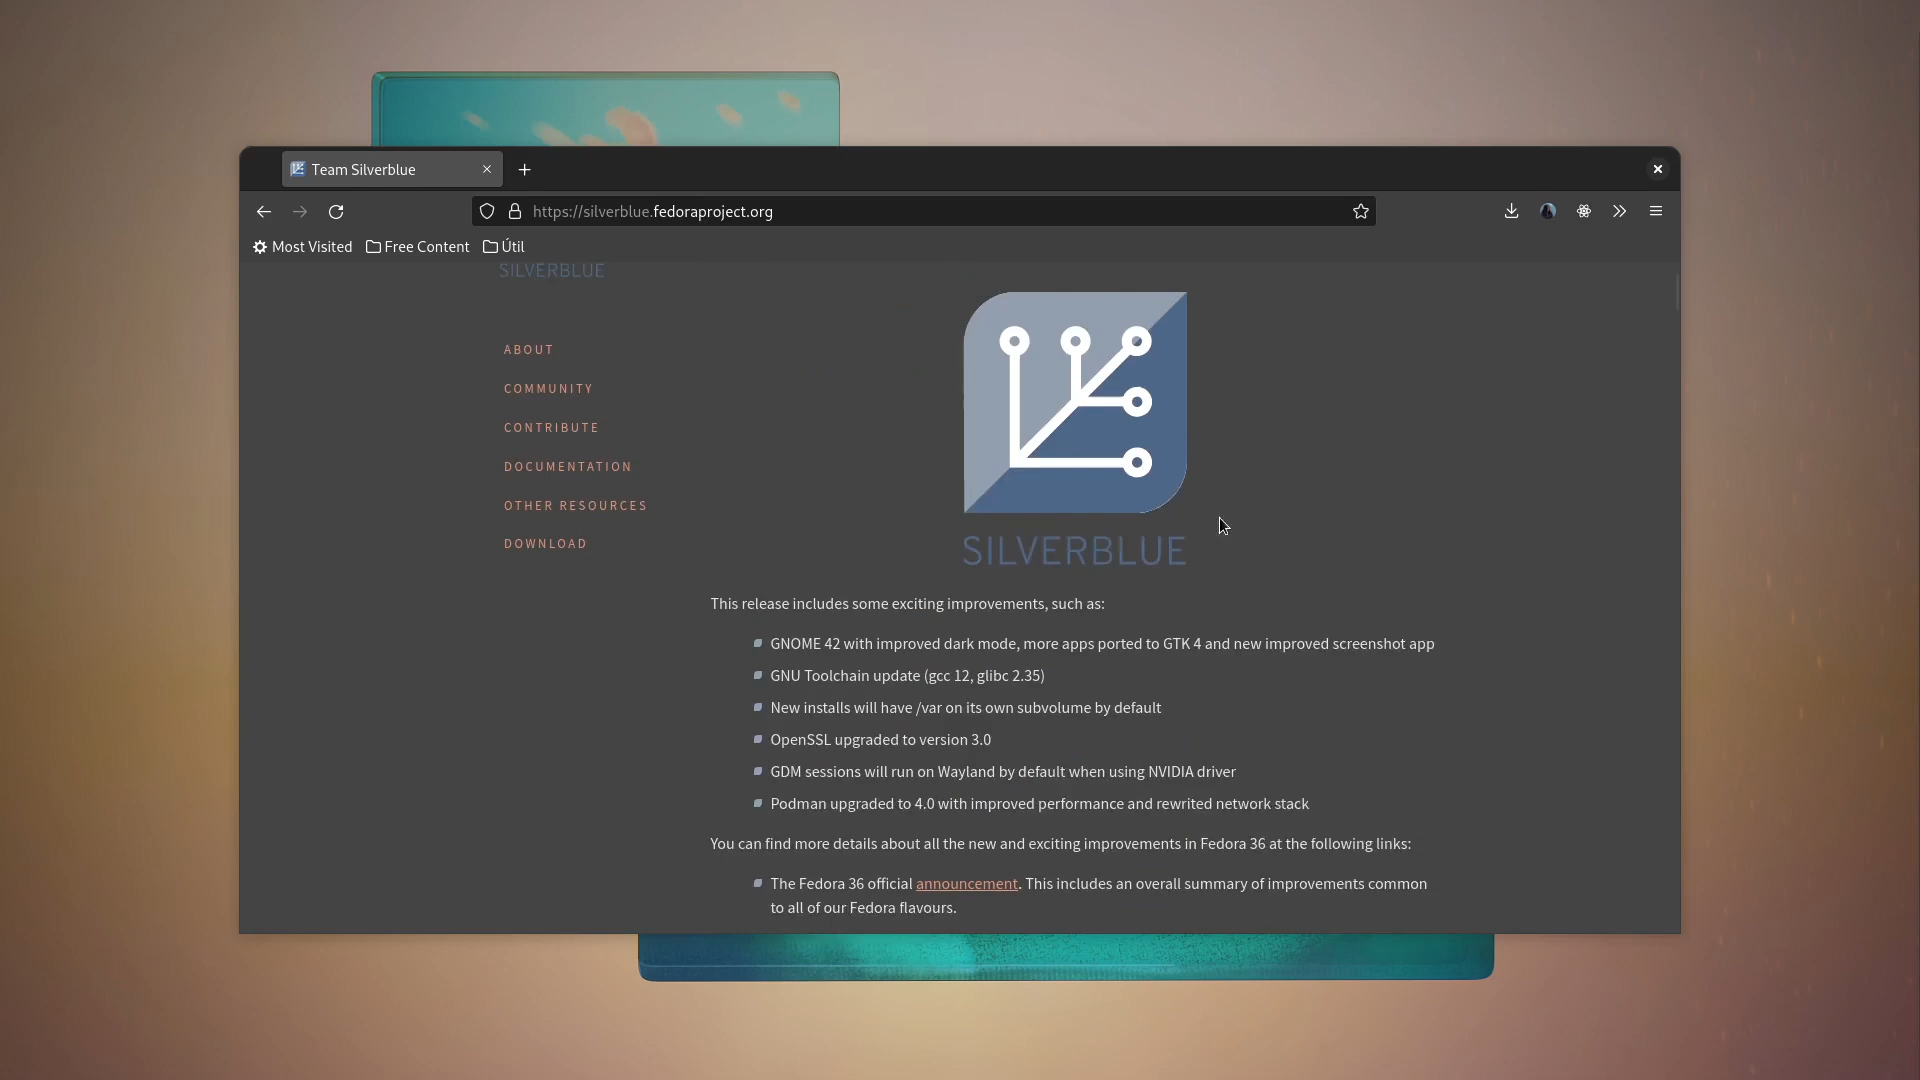 Team Silverblue
https://silverblue.fedoraproject.org
Most Visited Free Content Útil
SILVERBLUE
ABOUT
COMMUNITY
CONTRIBUTE
DOCUMENTATION
OTHER RESOURCES
DOWNLOAD
SILVERBLUE
This release includes some exciting improvements, such as:
GNOME 42 with improved dark mode, more apps ported to GTK 4 and new improved screenshot app
GNU Toolchain update (gcc 12, glibc 2.35)
New installs will have /var on its own subvolume by default
OpenSSL upgraded to version 3.0
GDM sessions will run on Wayland by default when using NVIDIA driver
Podman upgraded to 4.0 with improved performance and rewrited network stack
You can find more details about all the new and exciting improvements in Fedora 36 at the following links:
The Fedora 36 official announcement. This includes an overall summary of improvements common
to all of our Fedora flavours.